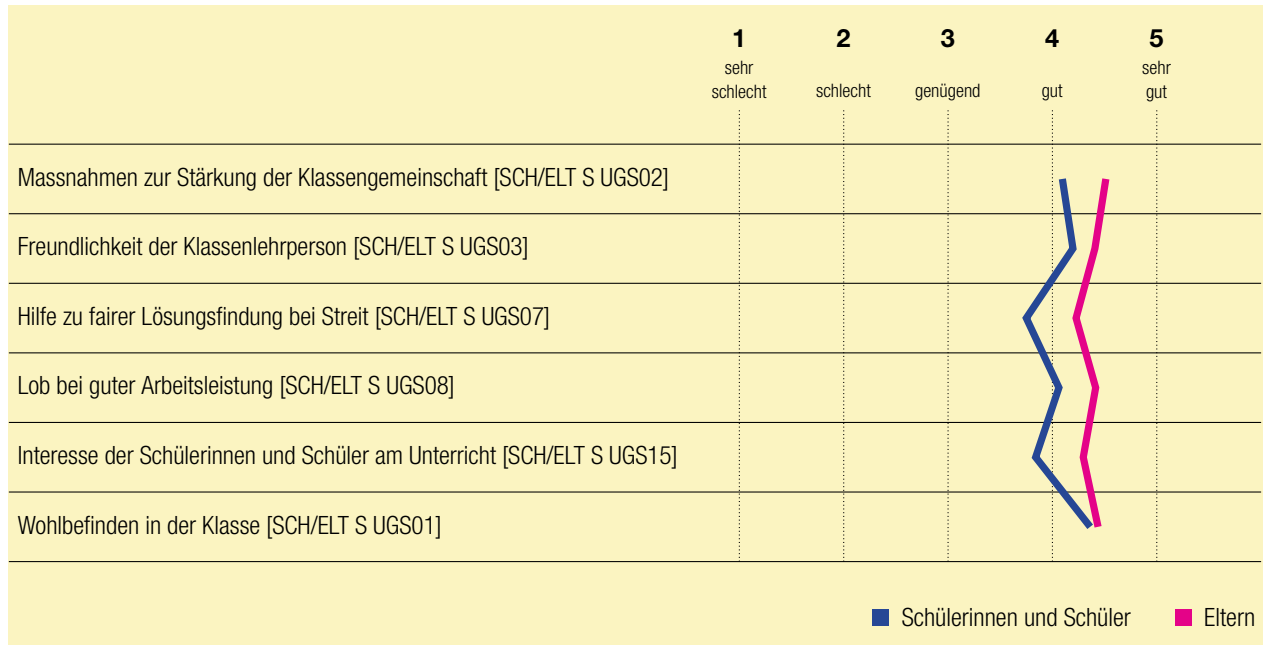 1 2 3 4 5
sehr schlecht schlecht genügend gut sehr gut
Massnahmen zur Stärkung der Klassengemeinschaft [SCH/ELT S UGS02]
Freundlichkeit der Klassenlehrperson [SCH/ELT S UGS03]
Hilfe zu fairer Lösungsfindung bei Streit [SCH/ELT S UGS07]
Lob bei guter Arbeitsleistung [SCH/ELT S UGS08]
Interesse der Schülerinnen und Schüler am Unterricht [SCH/ELT S UGS15]
Wohlbefinden in der Klasse [SCH/ELT S UGS01]
Schülerinnen und Schüler Eltern